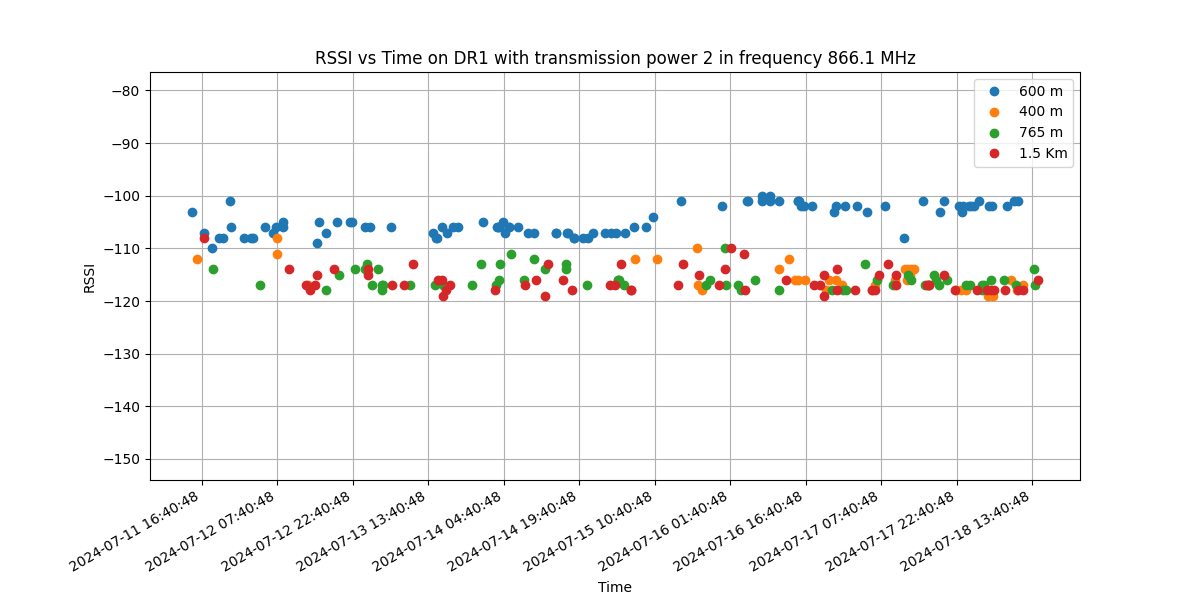 RSSI vs Time on DR1 with transmission power 2 in frequency 866.1 MHz
600 m
400 m
765 m
1.5 Km
RSSI
−80
−90
−100
−110
−120
−130
−140
−150
2024-07-11 16:40:48
2024-07-12 07:40:48
2024-07-12 22:40:48
2024-07-13 13:40:48
2024-07-14 04:40:48
2024-07-14 19:40:48
2024-07-15 10:40:48
2024-07-16 01:40:48
2024-07-16 16:40:48
2024-07-17 07:40:48
2024-07-17 22:40:48
2024-07-18 13:40:48
Time